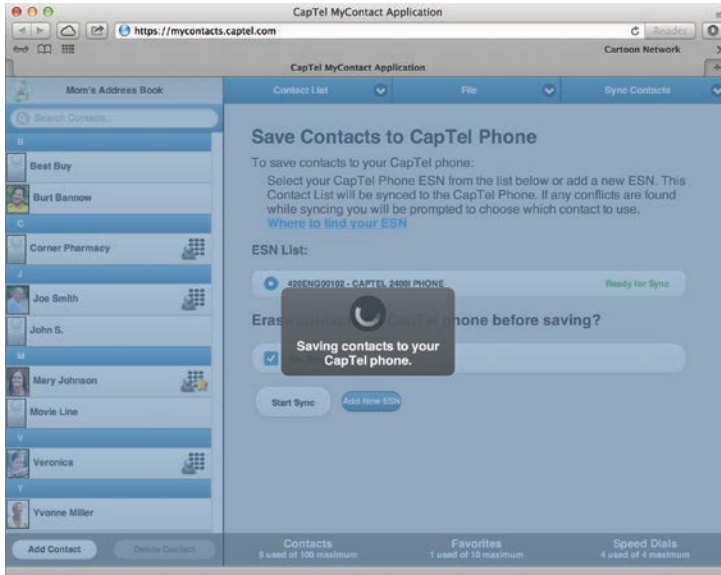 CapTel MyContact Application
https://mycontacts.captel.com
Reader
Cartoon Network
CapTel MyContact Application
Mom's Address Book
Contact List
File
Sync Contacts
Search Contacts...
B
Best Buy
Burt Bannow
C
Corner Pharmacy
J
Joe Smith
John S.
M
Mary Johnson
Movie Line
V
Veronica
Y
Yvonne Miller
Add Contact
Delete Contact
Save Contacts to CapTel Phone
To save contacts to your CapTel phone:
Select your CapTel Phone ESN from the list below or add a new ESN. This
Contact List will be synced to the CapTel Phone. If any conflicts are found
while syncing you will be prompted to choose which contact to use.
Where to find your ESN
ESN List:
420ENG00102 - CAPTEL 2400I PHONE
Ready for Sync
phone before saving?
Saving contacts to your
CapTel phone.
Start Sync
Add New ESN
Contacts
9 used of 100 maximum
Favorites
1 used of 10 maximum
Speed Dials
4 used of 4 maximum